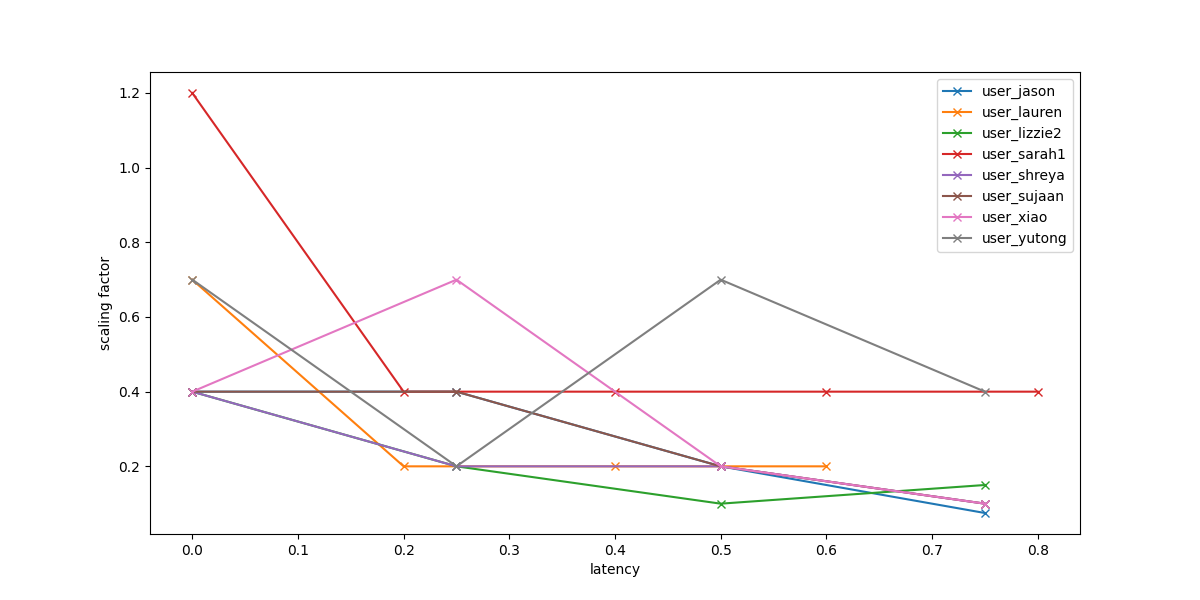 user_jason
user_lauren
user_lizzie2
user_sarah1
user_shreya
user_sujaan
user_xiao
user_yutong
1.2
1.0
0.8
0.6
0.4
0.2
scaling factor
0.0 0.1 0.2 0.3 0.4 0.5 0.6 0.7 0.8
latency